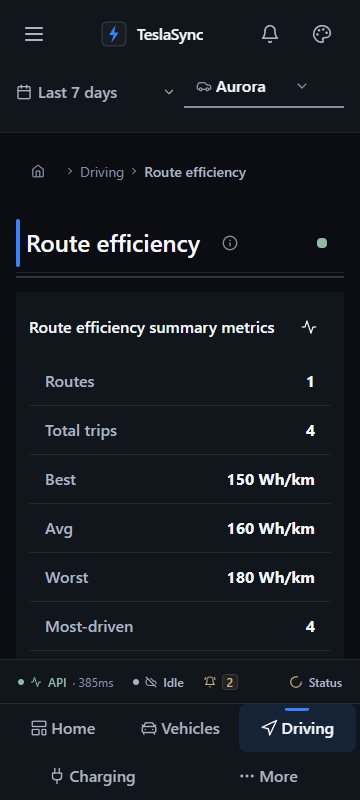 TeslaSync
Last 7 days
Aurora
Driving
Route efficiency
Route efficiency
Route efficiency summary metrics
Routes 1
Total trips 4
Best 150 Wh/km
Avg 160 Wh/km
Worst 180 Wh/km
Most-driven 4
API · 385ms
Idle
2
Status
Home
Vehicles
Driving
Charging
More